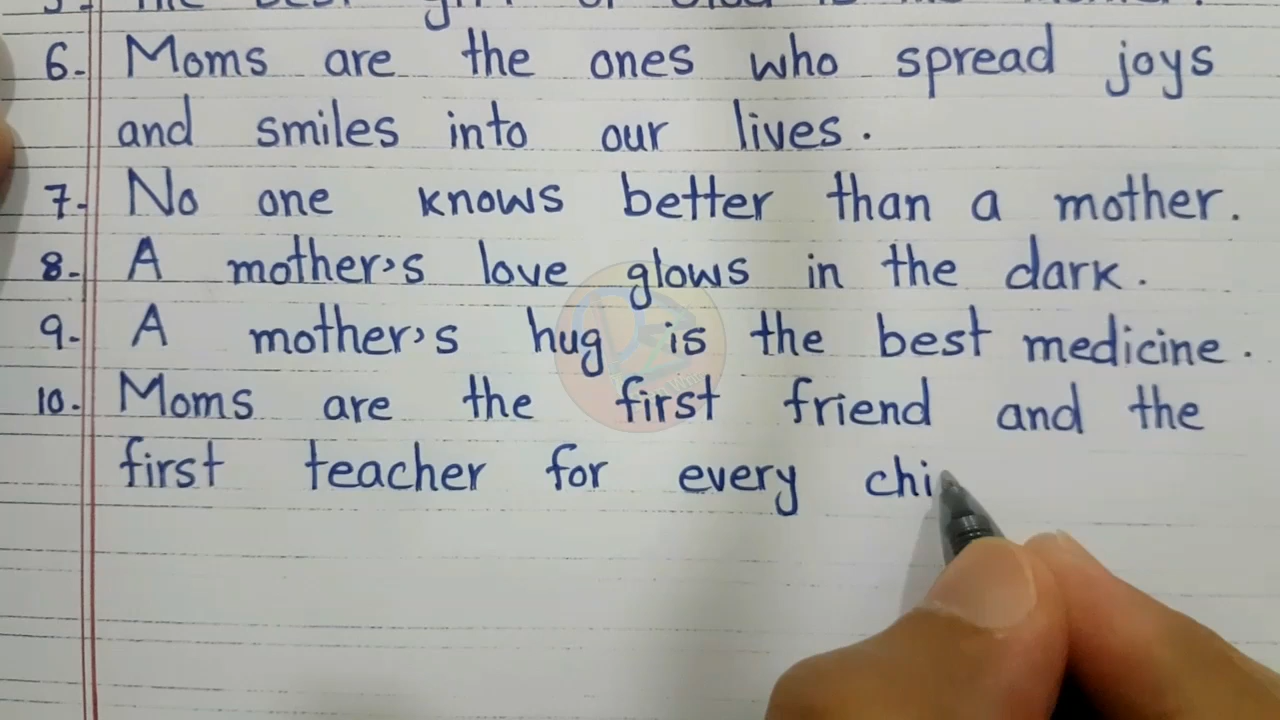 6. Moms are the ones who spread joys
and smiles into our lives.
7. No one knows better than a mother.
8. A mother's love glows in the dark.
9. A mother's hug is the best medicine.
10. Moms are the first friend and the
first teacher for every chi